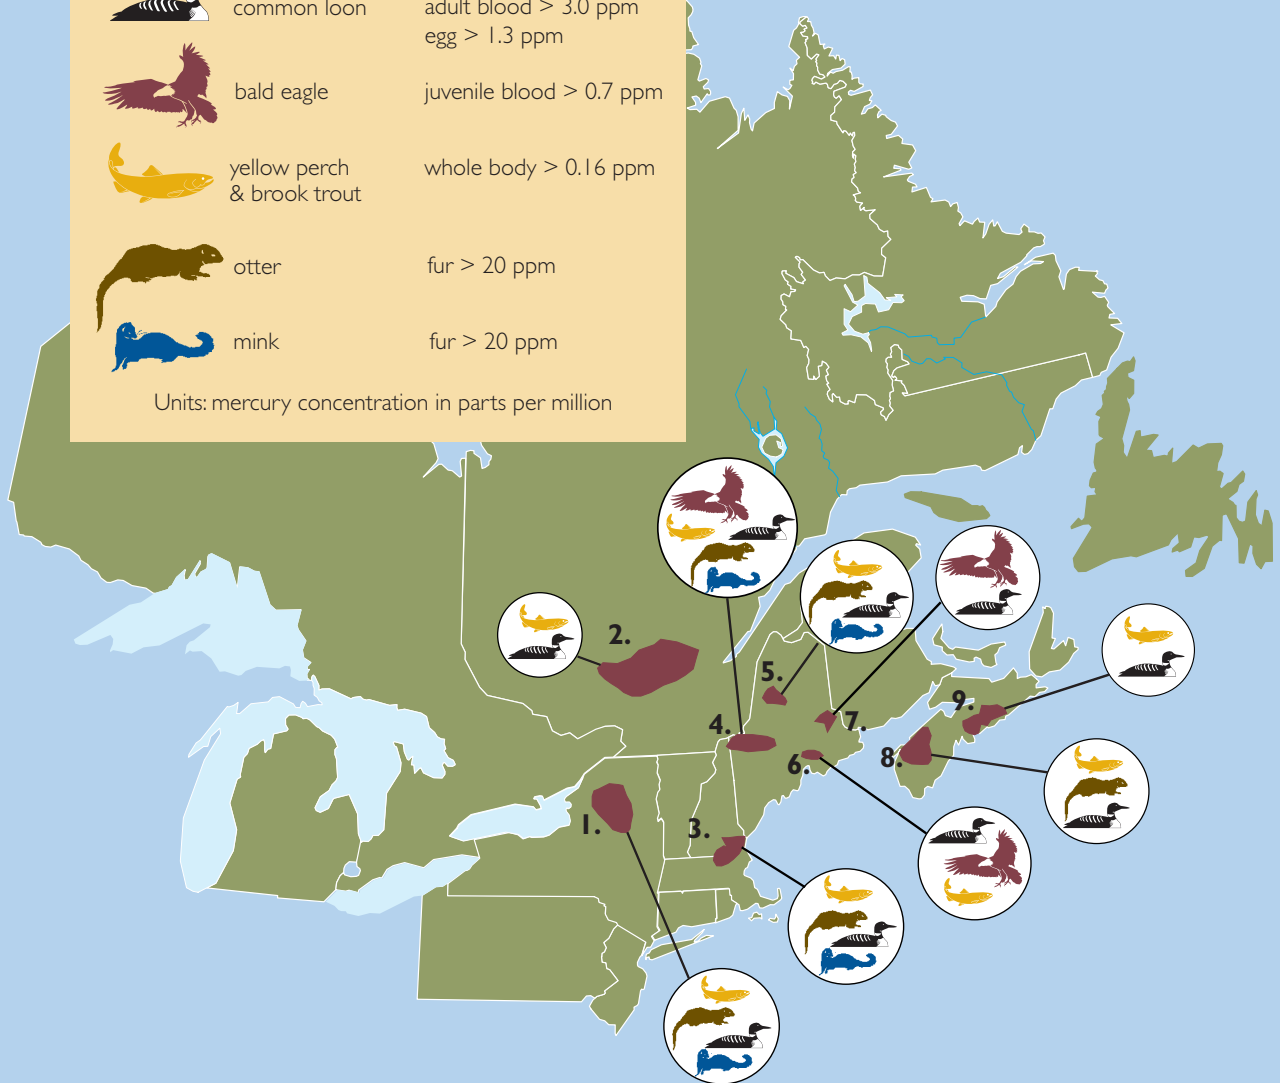 common loon adult blood > 3.0 ppm
egg > 1.3 ppm
bald eagle juvenile blood > 0.7 ppm
yellow perch whole body > 0.16 ppm
& brook trout
otter fur > 20 ppm
mink fur > 20 ppm
Units: mercury concentration in parts per million
2.
5.
9.
4.
7.
6.
8.
1.
3.